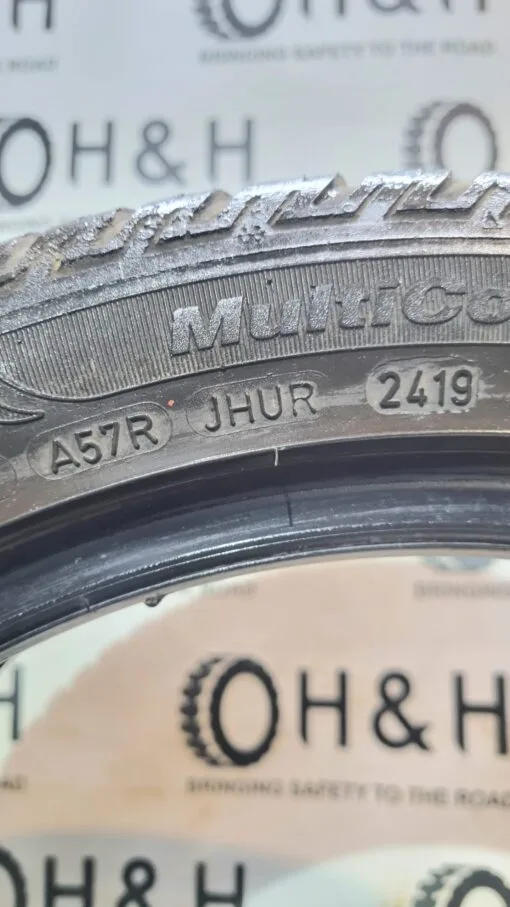 H&H
BRINGING SAFETY TO THE ROAD
H&H
MultiCo
A57R JHUR 2419
H&H
BRINGING SAFETY TO THE ROAD
H&H